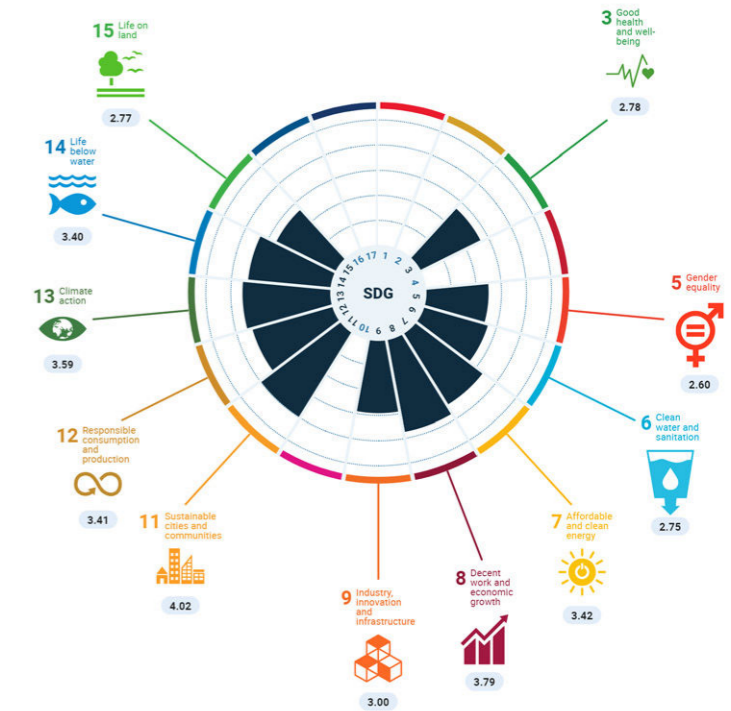 15 Life on
land
2.77
3 Good
health
and well-
being
2.78
14 Life
below
water
3.40
13 Climate
action
3.59
5 Gender
equality
2.60
12 Responsible
consumption
and
production
3.41
6 Clean
water and
sanitation
2.75
11 Sustainable
cities and
communities
4.02
7 Affordable
and clean
energy
3.42
9 Industry,
innovation
and
infrastructure
3.00
8 Decent
work and
economic
growth
3.79
SDG
1 2 3 4 5 6 7 8 9 10 11 12 13 14 15 16 17